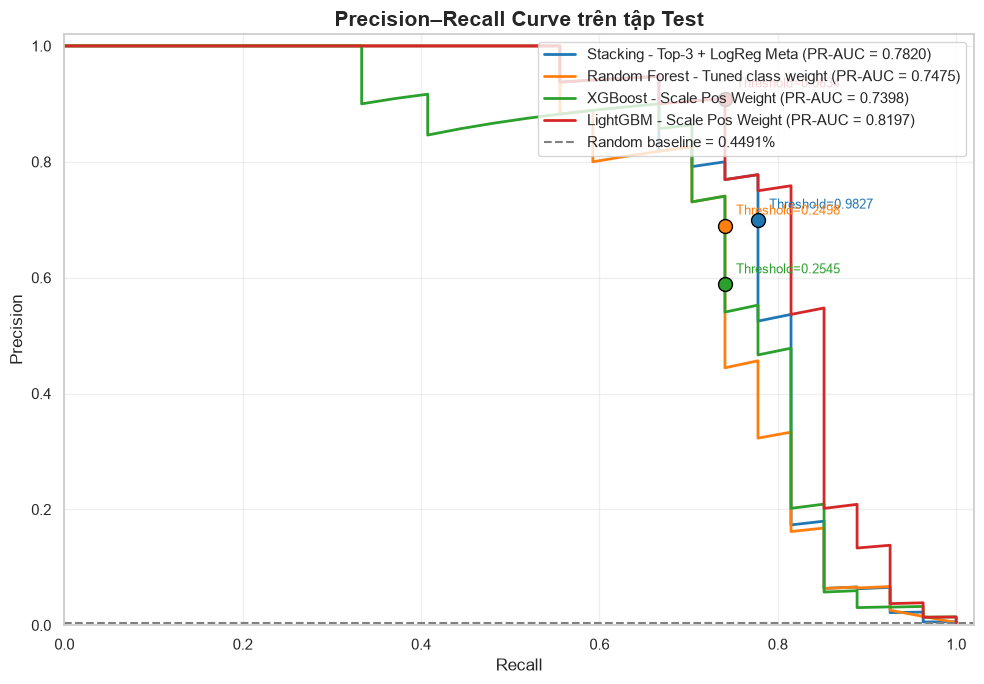 Precision–Recall Curve trên tập Test
Stacking - Top-3 + LogReg Meta (PR-AUC = 0.7820)
Random Forest - Tuned class weight (PR-AUC = 0.7475)
XGBoost - Scale Pos Weight (PR-AUC = 0.7398)
LightGBM - Scale Pos Weight (PR-AUC = 0.8197)
Random baseline = 0.4491%
Threshold=0.9827
Threshold=0.2498
Threshold=0.2545
Precision
1.0
0.8
0.6
0.4
0.2
0.0
0.0 0.2 0.4 0.6 0.8 1.0
Recall